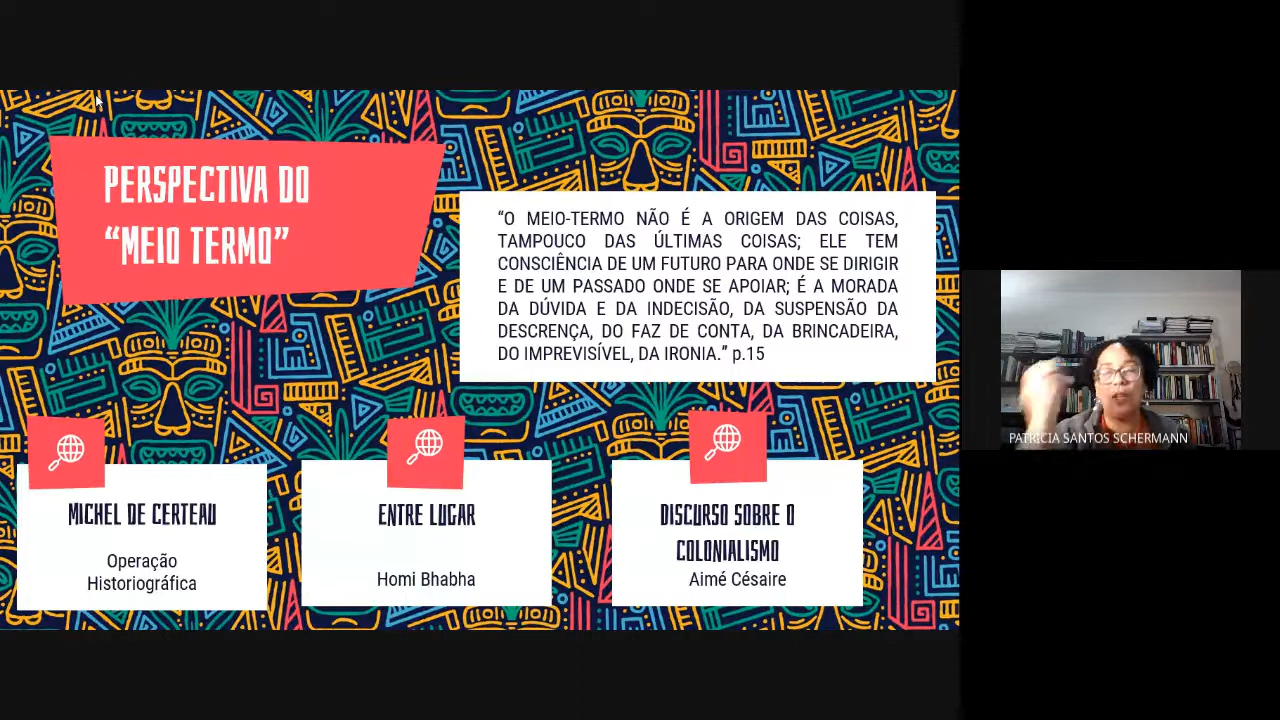 PERSPECTIVA DO
“MEIO TERMO”
“O MEIO-TERMO NÃO É A ORIGEM DAS COISAS,
TAMPOUCO DAS ÚLTIMAS COISAS; ELE TEM
CONSCIÊNCIA DE UM FUTURO PARA ONDE SE DIRIGIR
E DE UM PASSADO ONDE SE APOIAR; É A MORADA
DA DÚVIDA E DA INDECISÃO, DA SUSPENSÃO DA
DESCRENÇA, DO FAZ DE CONTA, DA BRINCADEIRA,
DO IMPREVISÍVEL, DA IRONIA.” p.15
MICHEL DE CERTEAU
Operação
Historiográfica
ENTRE LUGAR
Homi Bhabha
DISCURSO SOBRE O
COLONIALISMO
Aimé Césaire
PATRICIA SANTOS SCHERMANN